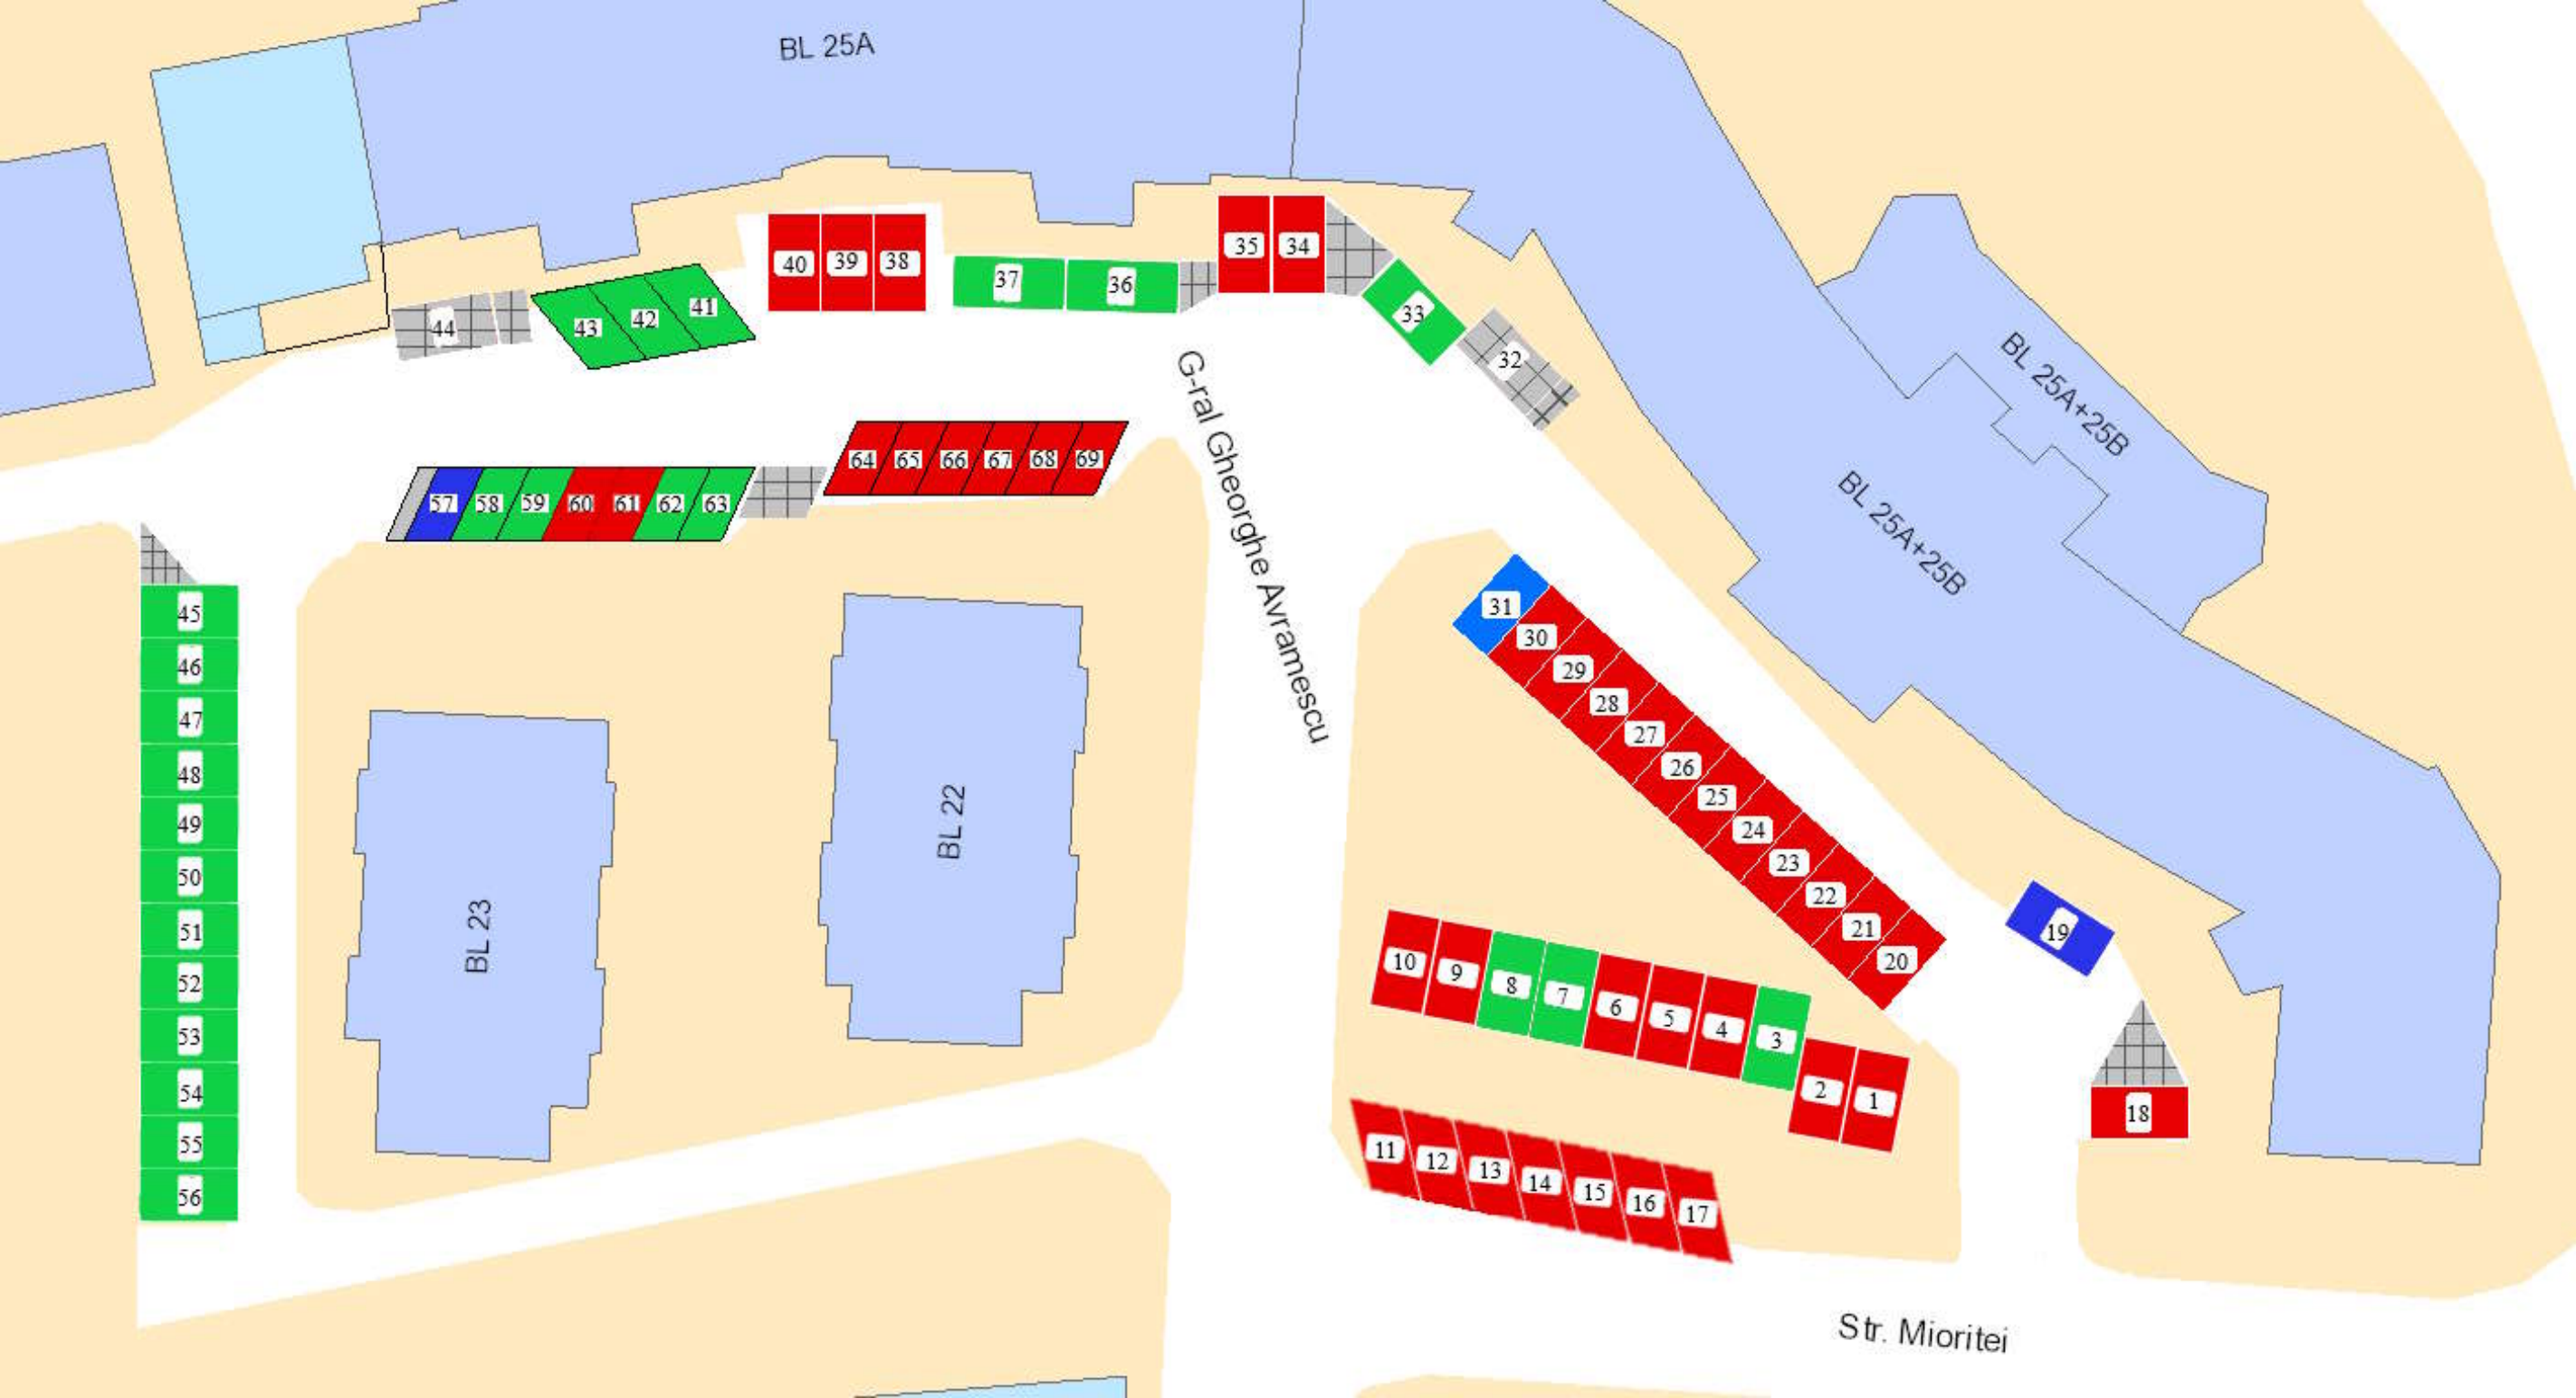 BL 25A
40 39 38
35 34
37 36
41
42
43
44
33
32
BL 25A+25B
BL 25A+25B
G-ral Gheorghe Avramescu
64 65 66 67 68 69
57 58 59 60 61 62 63
45
46
47
48
49
50
51
52
53
54
55
56
BL 23
BL 22
31
30
29
28
27
26
25
24
23
22
21
20
19
18
10 9 8 7 6 5 4 3 2 1
11 12 13 14 15 16 17
Str. Mioritei